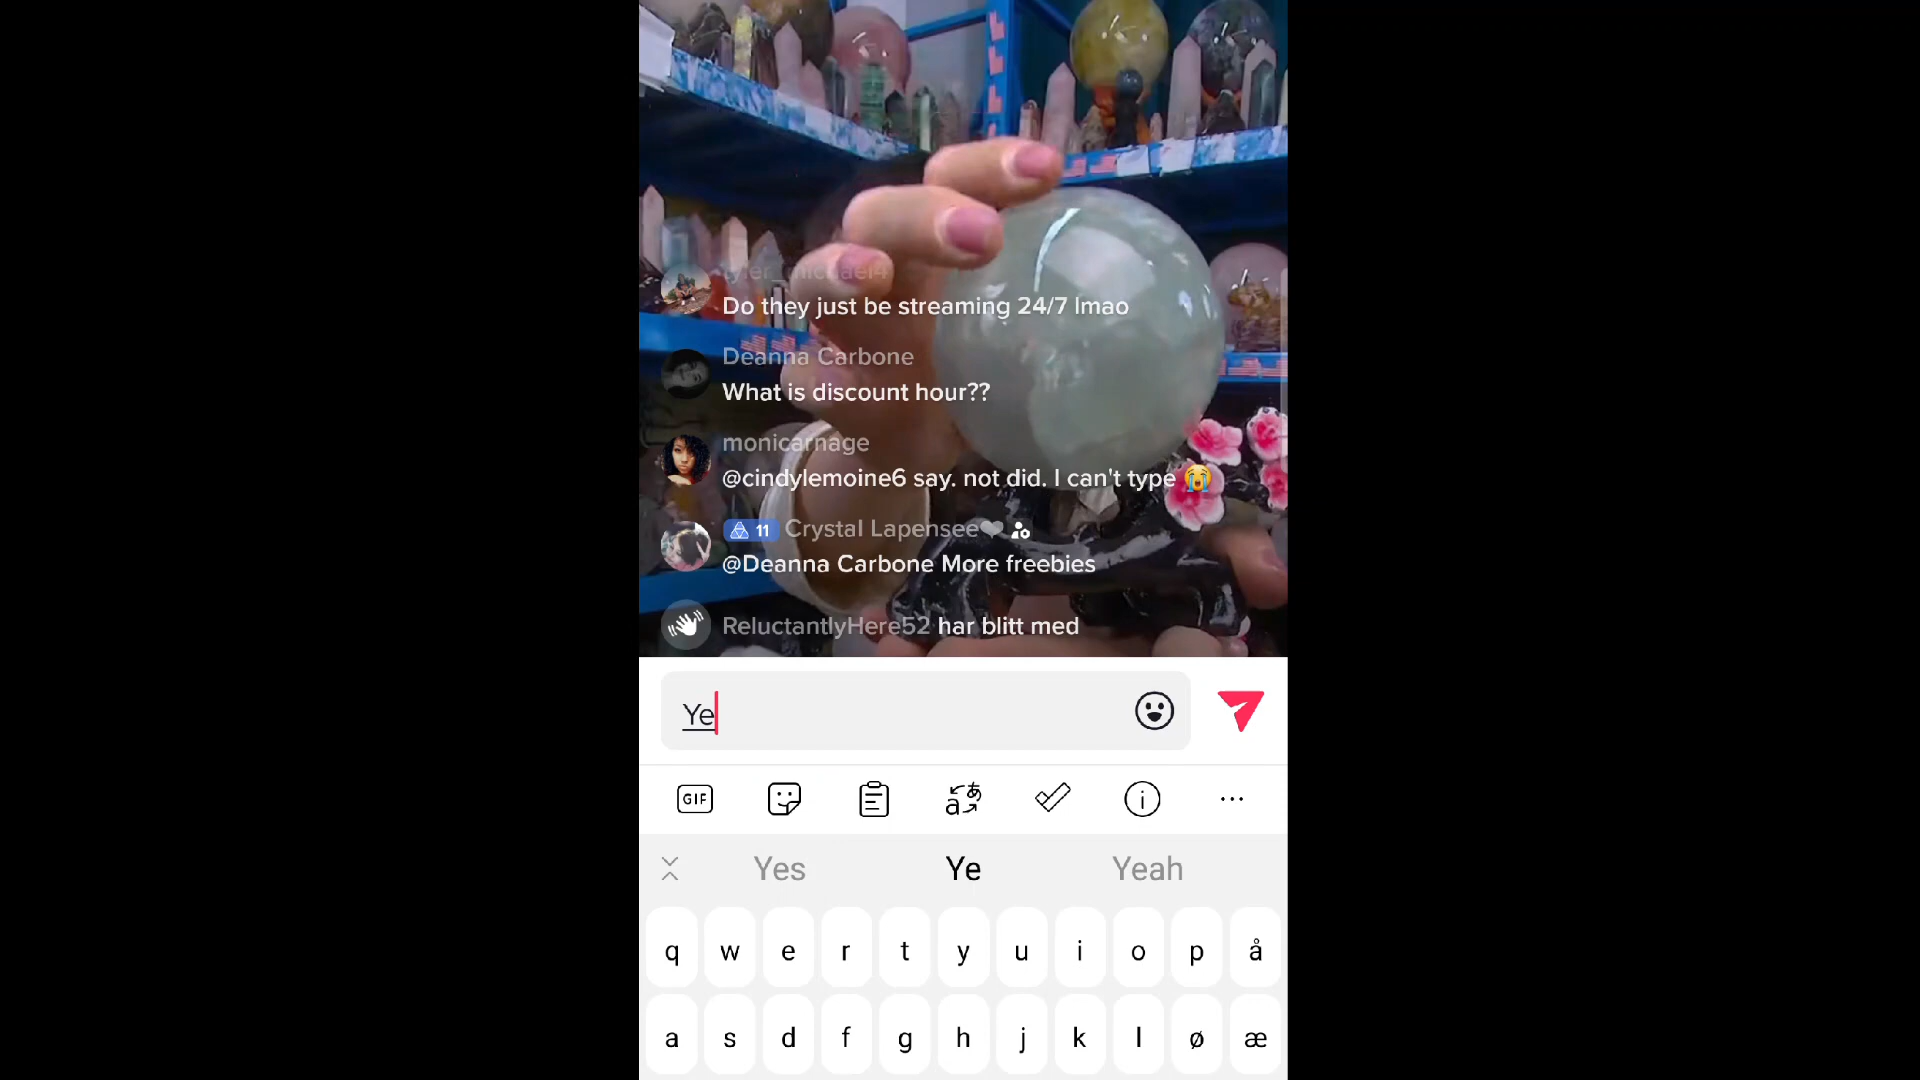 tyler_michael4
Do they just be streaming 24/7 lmao
Deanna Carbone
What is discount hour??
monicarnage
@cindylemoine6 say. not did. I can't type 😭
11 Crystal Lapensee🤍
@Deanna Carbone More freebies
ReluctantlyHere52 har blitt med
Ye
GIF
Yes Ye Yeah
q w e r t y u i o p å
a s d f g h j k l ø æ